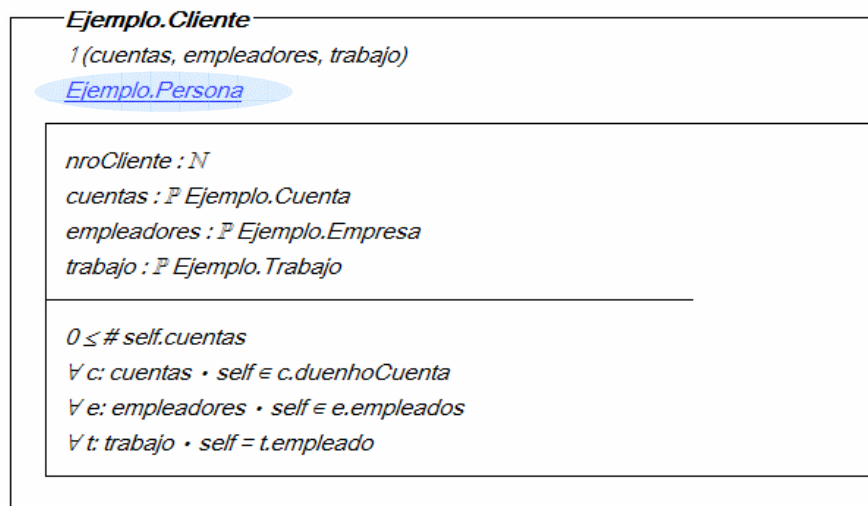 Ejemplo.Cliente
↾(cuentas, empleadores, trabajo)
Ejemplo.Persona
nroCliente : ℕ
cuentas : ℙ Ejemplo.Cuenta
empleadores : ℙ Ejemplo.Empresa
trabajo : ℙ Ejemplo.Trabajo
0 ≤ # self.cuentas
∀ c: cuentas • self ∈ c.duenhoCuenta
∀ e: empleadores • self ∈ e.empleados
∀ t: trabajo • self = t.empleado